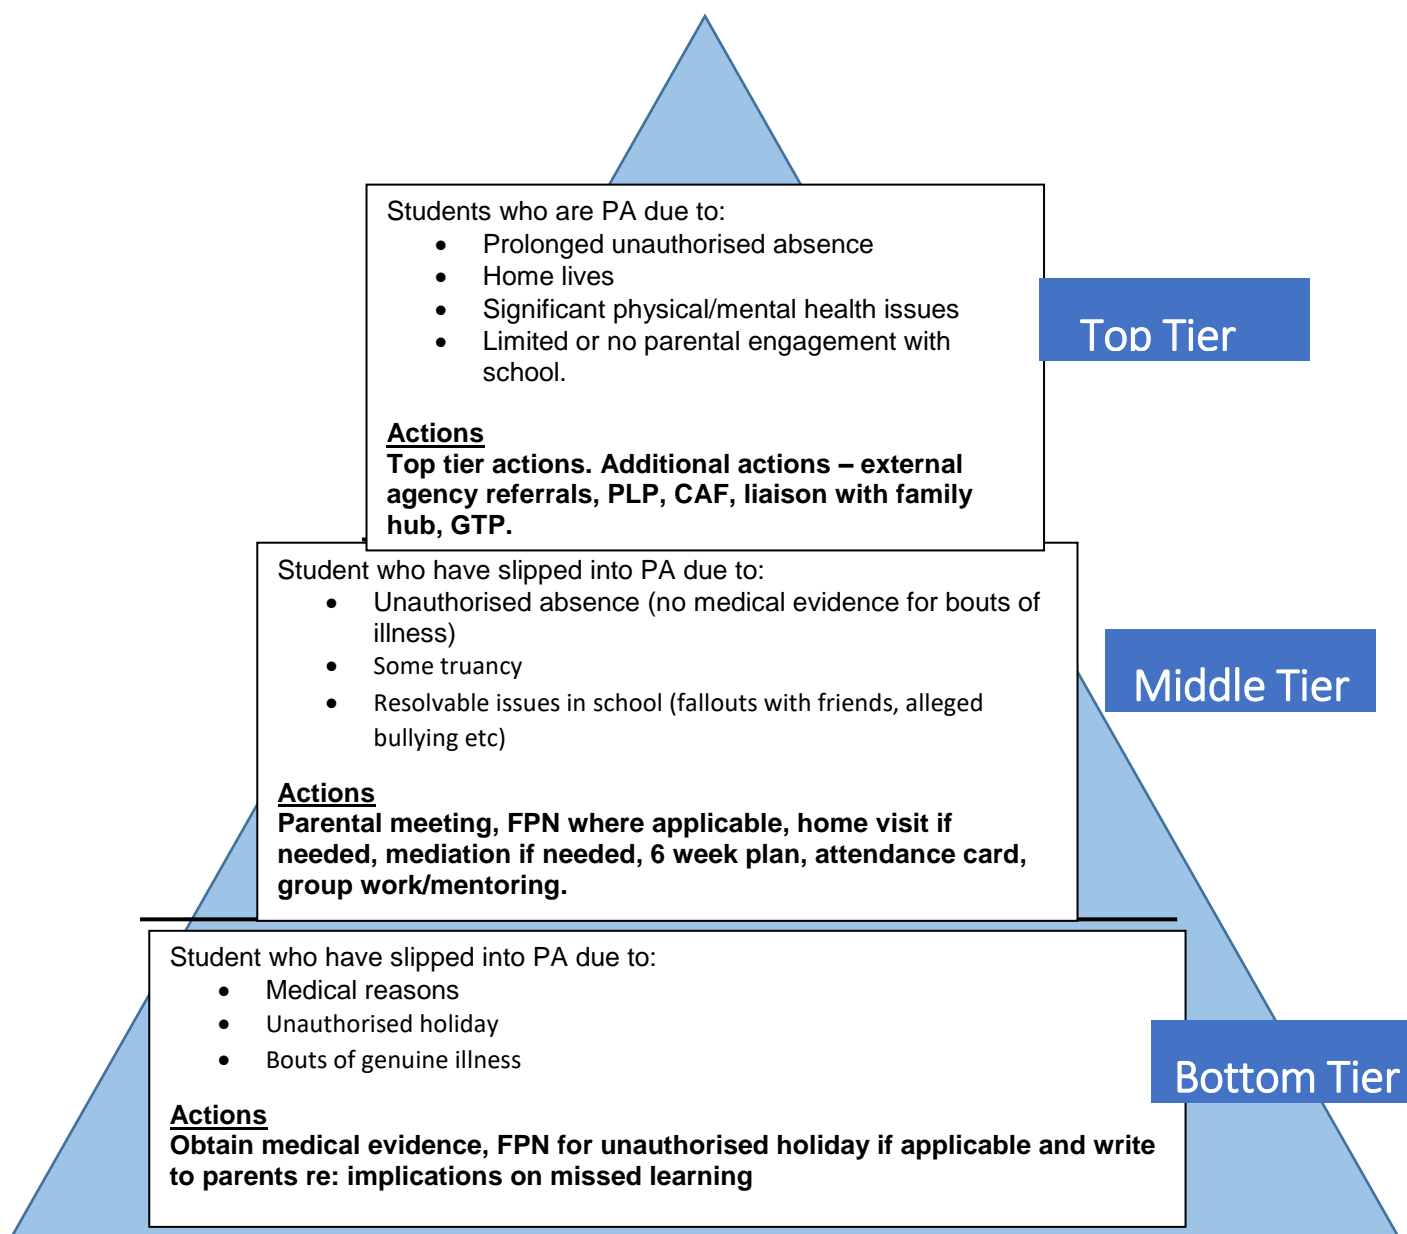 Students who are PA due to:
• Prolonged unauthorised absence
• Home lives
• Significant physical/mental health issues
• Limited or no parental engagement with
school.
Actions
Top tier actions. Additional actions – external
agency referrals, PLP, CAF, liaison with family
hub, GTP.
Top Tier
Student who have slipped into PA due to:
• Unauthorised absence (no medical evidence for bouts of
illness)
• Some truancy
• Resolvable issues in school (fallouts with friends, alleged
bullying etc)
Actions
Parental meeting, FPN where applicable, home visit if
needed, mediation if needed, 6 week plan, attendance card,
group work/mentoring.
Middle Tier
Student who have slipped into PA due to:
• Medical reasons
• Unauthorised holiday
• Bouts of genuine illness
Actions
Obtain medical evidence, FPN for unauthorised holiday if applicable and write
to parents re: implications on missed learning
Bottom Tier